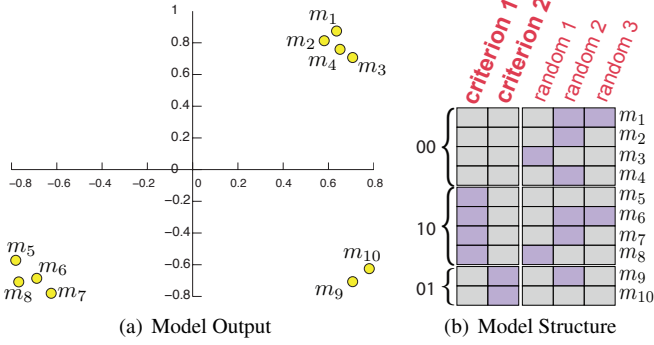 1
0.8
0.6
0.4
0.2
0
−0.2
−0.4
−0.6
−0.8
−0.8 −0.6 −0.4 −0.2 0.2 0.4 0.6 0.8
m1
m2
m4
m3
m5
m6
m8
m7
m10
m9
(a) Model Output
criterion 1
criterion 2
random 1
random 2
random 3
00
10
01
m1
m2
m3
m4
m5
m6
m7
m8
m9
m10
(b) Model Structure